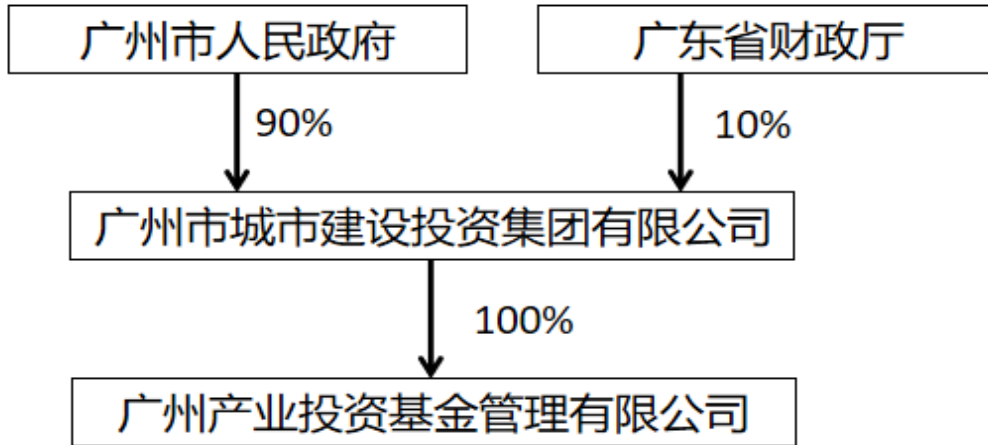 广州市人民政府
广东省财政厅
90%
10%
广州市城市建设投资集团有限公司
100%
广州产业投资基金管理有限公司